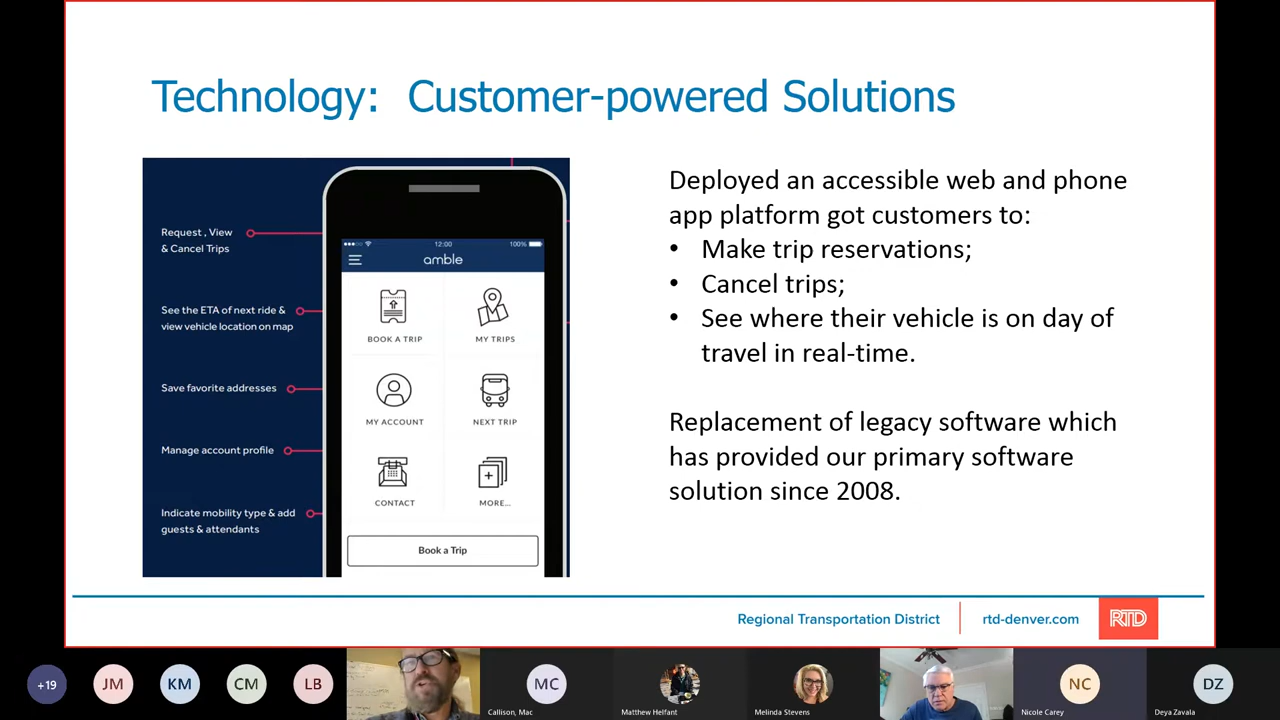 Technology: Customer-powered Solutions
Request , View
& Cancel Trips
See the ETA of next ride &
view vehicle location on map
Save favorite addresses
Manage account profile
Indicate mobility type & add
guests & attendants
12:00
100%
amble
BOOK A TRIP
MY TRIPS
MY ACCOUNT
NEXT TRIP
CONTACT
MORE...
Book a Trip
Deployed an accessible web and phone
app platform got customers to:
• Make trip reservations;
• Cancel trips;
• See where their vehicle is on day of
travel in real-time.
Replacement of legacy software which
has provided our primary software
solution since 2008.
Regional Transportation District
rtd-denver.com
RTD
+19
JM
KM
CM
LB
MC
Callison, Mac
Matthew Helfant
Melinda Stevens
NC
Nicole Carey
DZ
Deya Zavala